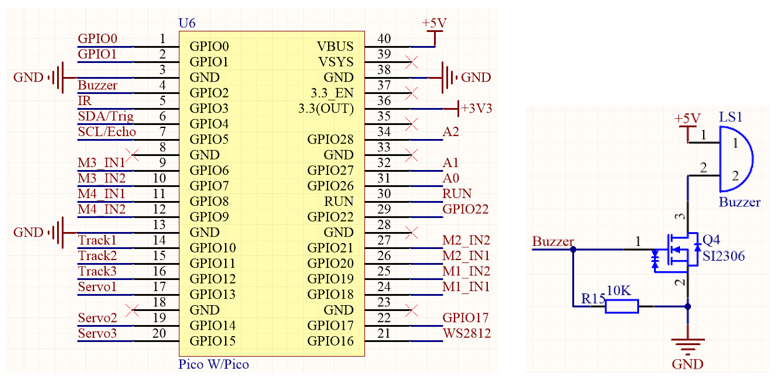 U6
+5V
GPIO0 1 GPIO0 VBUS 40
GPIO1 2 GPIO1 VSYS 39
GND 3 GND GND 38 GND
Buzzer 4 GPIO2 3.3_EN 37
IR 5 GPIO3 3.3(OUT) 36 +3V3
SDA/Trig 6 GPIO4 35
SCL/Echo 7 GPIO5 GPIO28 34 A2
8 GND GND 33
M3_IN1 9 GPIO6 GPIO27 32 A1
M3_IN2 10 GPIO7 GPIO26 31 A0
M4_IN1 11 GPIO8 RUN 30 RUN
M4_IN2 12 GPIO9 GPIO22 29 GPIO22
GND 13 GND GND 28
Track1 14 GPIO10 GPIO21 27 M2_IN2
Track2 15 GPIO11 GPIO20 26 M2_IN1
Track3 16 GPIO12 GPIO19 25 M1_IN2
Servo1 17 GPIO13 GPIO18 24 M1_IN1
18 GND GND 23
Servo2 19 GPIO14 GPIO17 22 GPIO17
Servo3 20 GPIO15 GPIO16 21 WS2812
Pico W/Pico
+5V
LS1
1 1
2 2
Buzzer
3
Buzzer 1 Q4
SI2306
2
R15 10K
GND